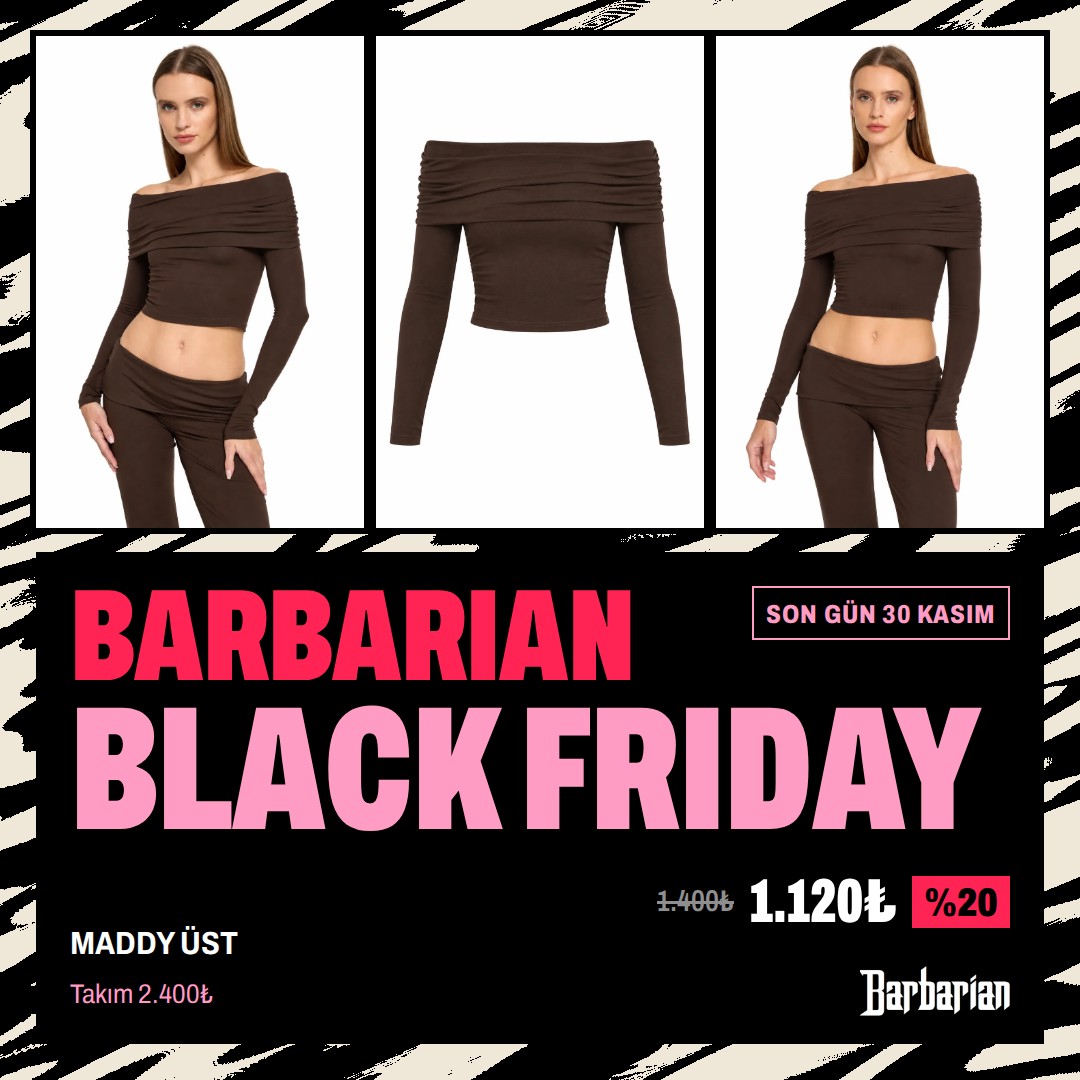 BARBARIAN
SON GÜN 30 KASIM
BLACK FRIDAY
1.400₺ 1.120₺ %20
MADDY ÜST
Takım 2.400₺
Barbarian